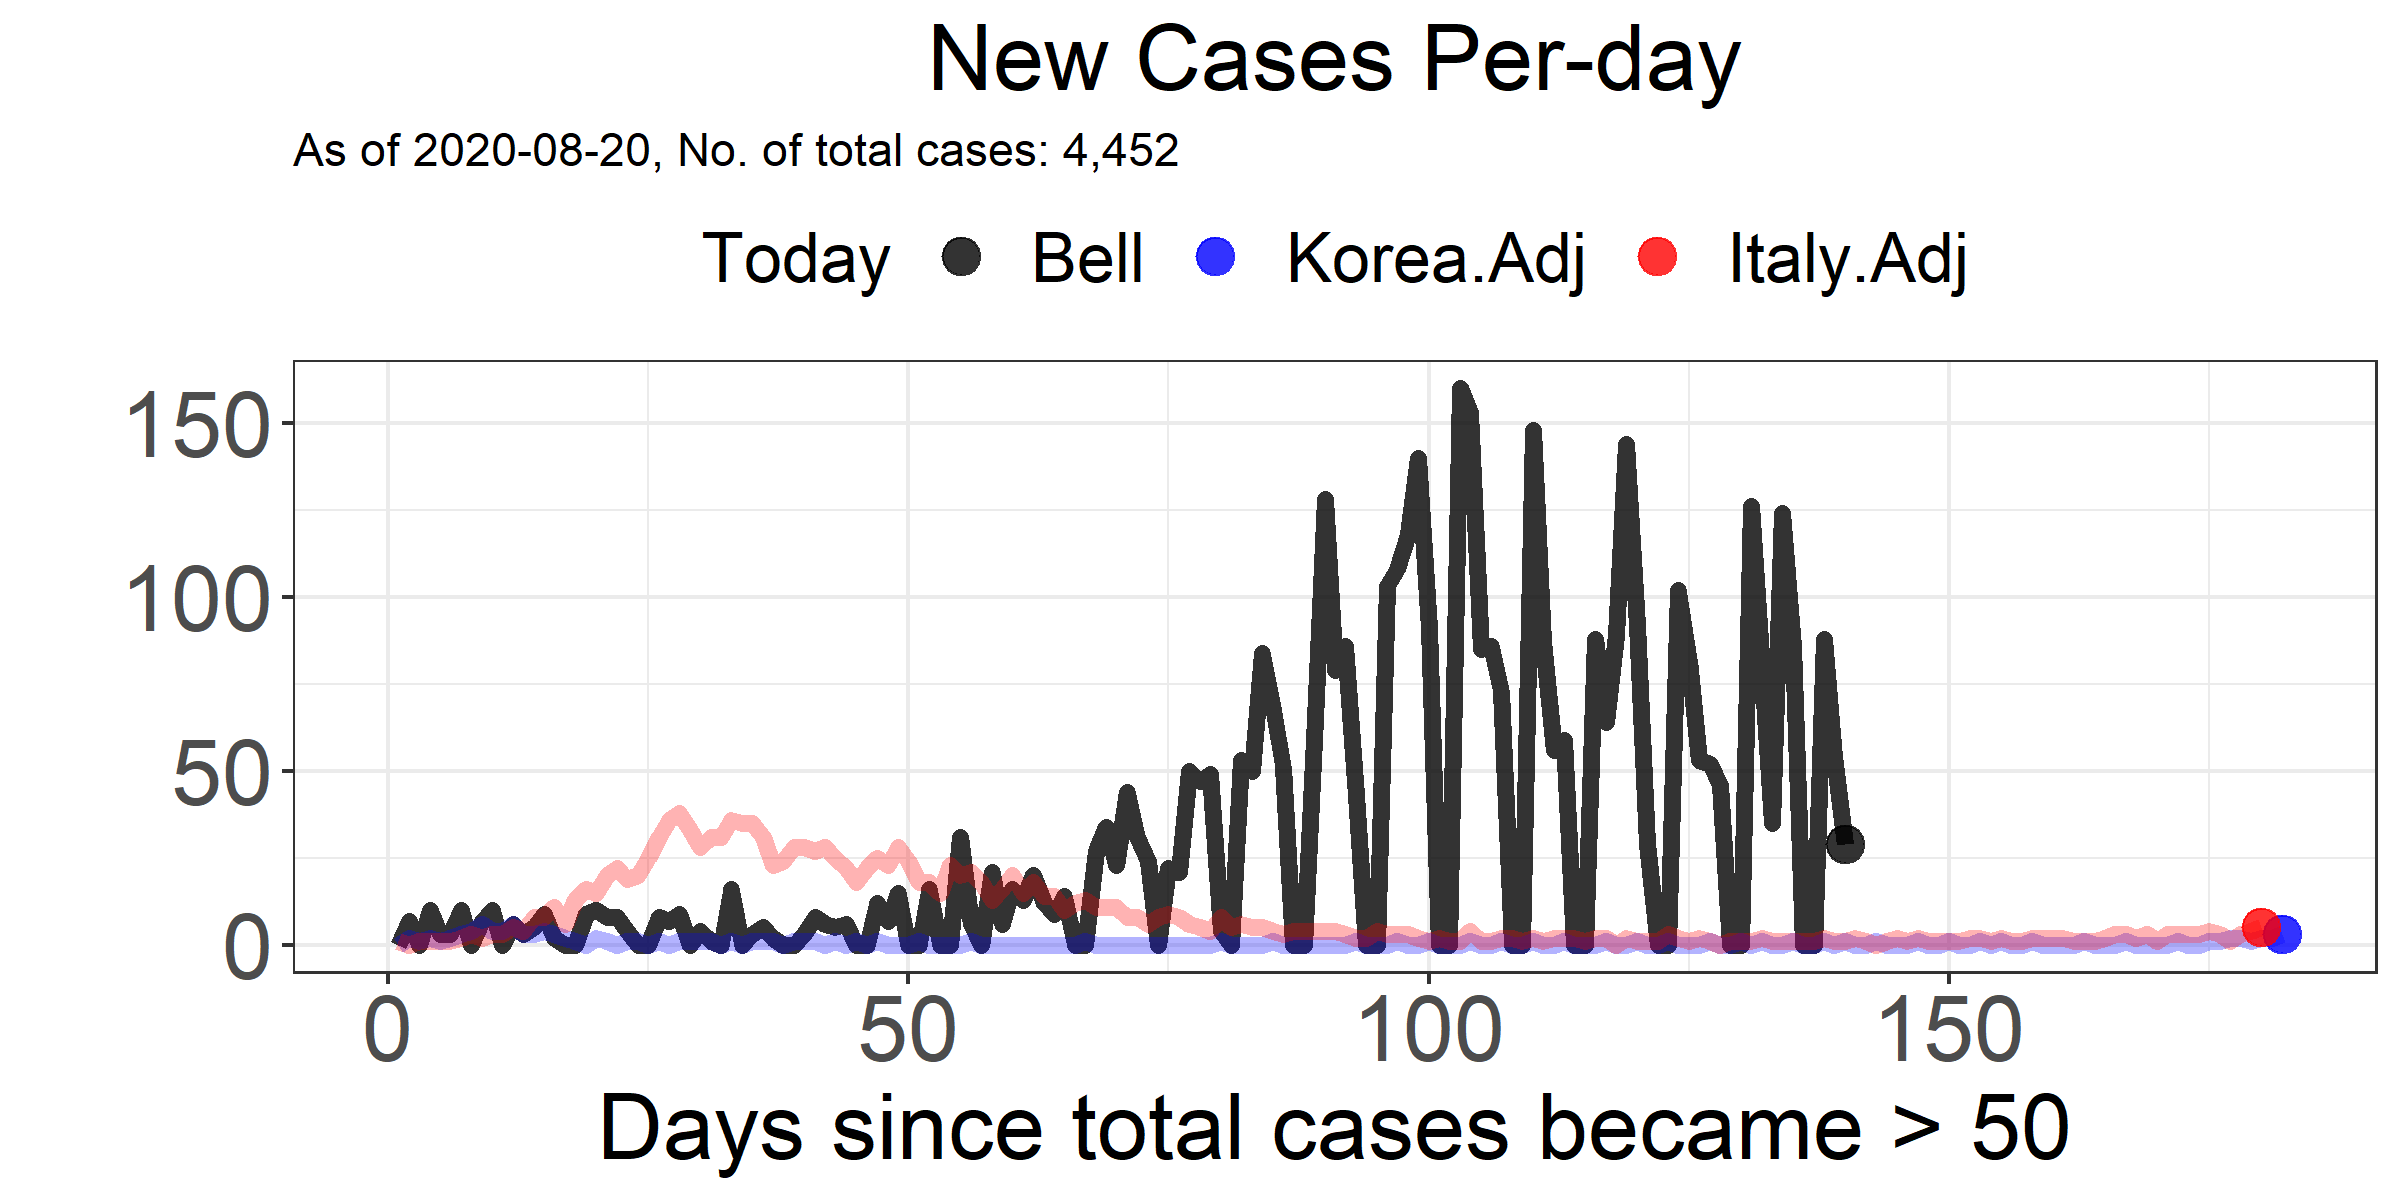 New Cases Per-day
As of 2020-08-20, No. of total cases: 4,452
Today Bell Korea.Adj Italy.Adj
150
100
50
0
0 50 100 150
Days since total cases became > 50